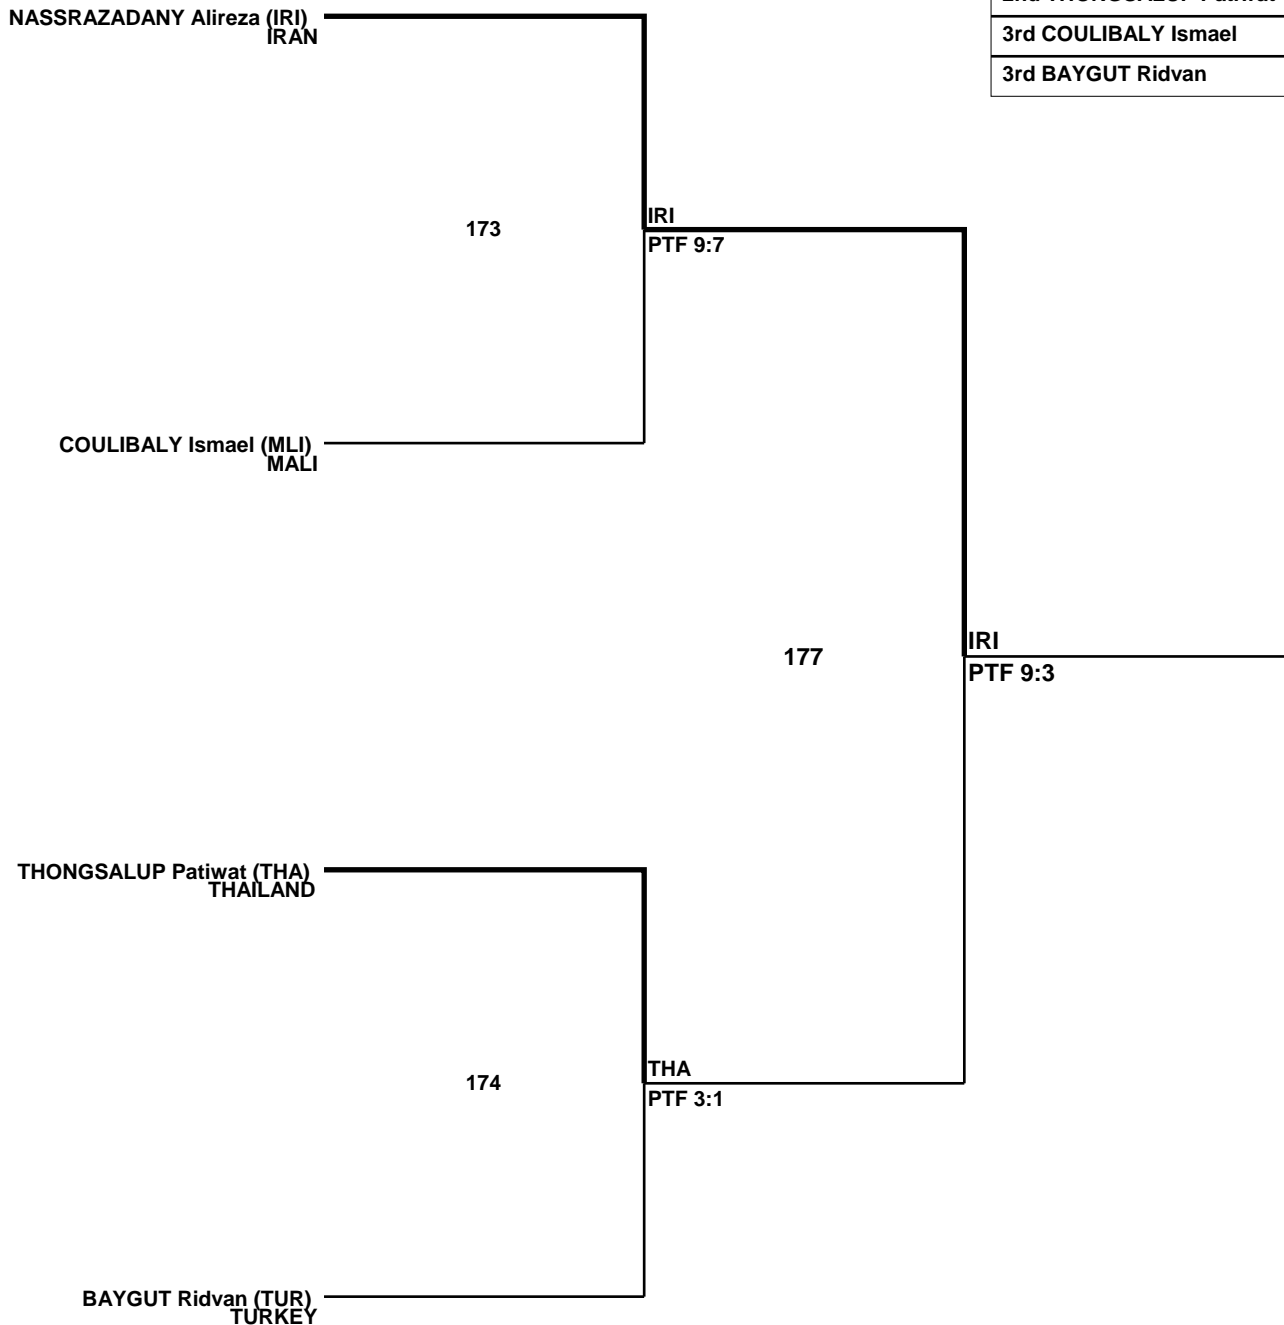 NASSRAZADANY Alireza (IRI)
IRAN
3rd COULIBALY Ismael
3rd BAYGUT Ridvan
173
IRI
PTF 9:7
COULIBALY Ismael (MLI)
MALI
177
IRI
PTF 9:3
THONGSALUP Patiwat (THA)
THAILAND
174
THA
PTF 3:1
BAYGUT Ridvan (TUR)
TURKEY